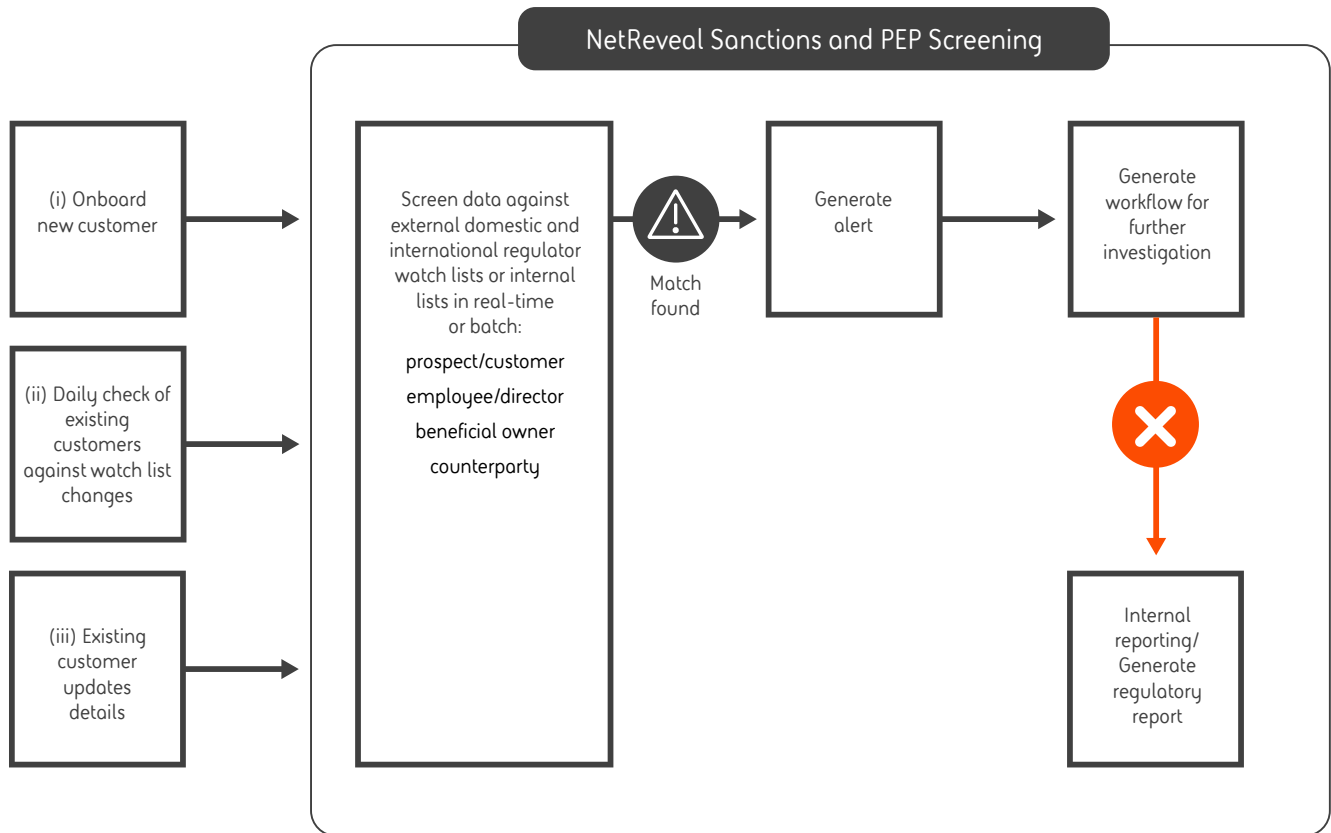 NetReveal Sanctions and PEP Screening
(i) Onboard
new customer
(ii) Daily check of
existing
customers
against watch list
changes
(iii) Existing
customer
updates
details
Screen data against
external domestic and
international regulator
watch lists or internal
lists in real-time
or batch:
prospect/customer
employee/director
beneficial owner
counterparty
Match
found
Generate
alert
Generate
workflow for
further
investigation
Internal
reporting/
Generate
regulatory
report